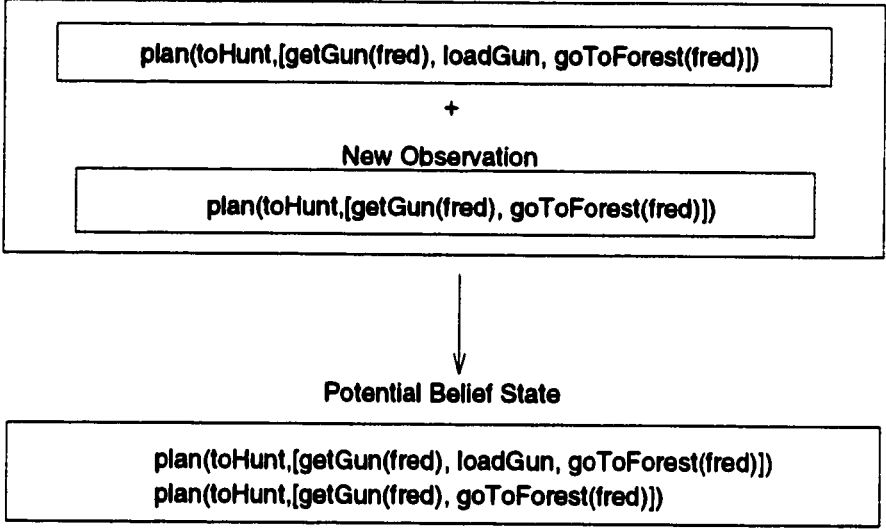 plan(toHunt,[getGun(fred), loadGun, goToForest(fred)])
+
New Observation
plan(toHunt,[getGun(fred), goToForest(fred)])
Potential Belief State
plan(toHunt,[getGun(fred), loadGun, goToForest(fred)])
plan(toHunt,[getGun(fred), goToForest(fred)])